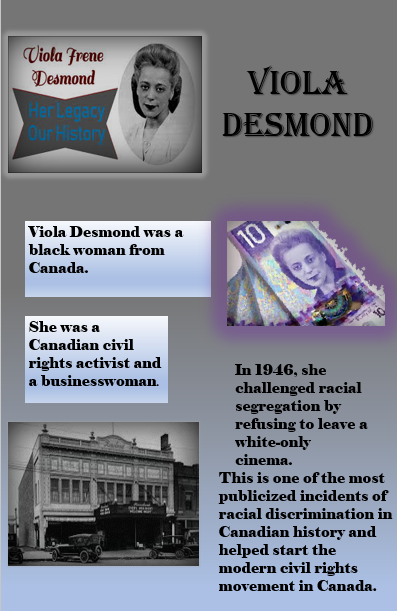 Viola Irene
Desmond
Her Legacy
Our History
VIOLA
DESMOND
Viola Desmond was a
black woman from
Canada.
10
10
She was a
Canadian civil
rights activist and
a businesswoman.
In 1946, she
challenged racial
segregation by
refusing to leave a
white-only
cinema.
This is one of the most
publicized incidents of
racial discrimination in
Canadian history and
helped start the
modern civil rights
movement in Canada.